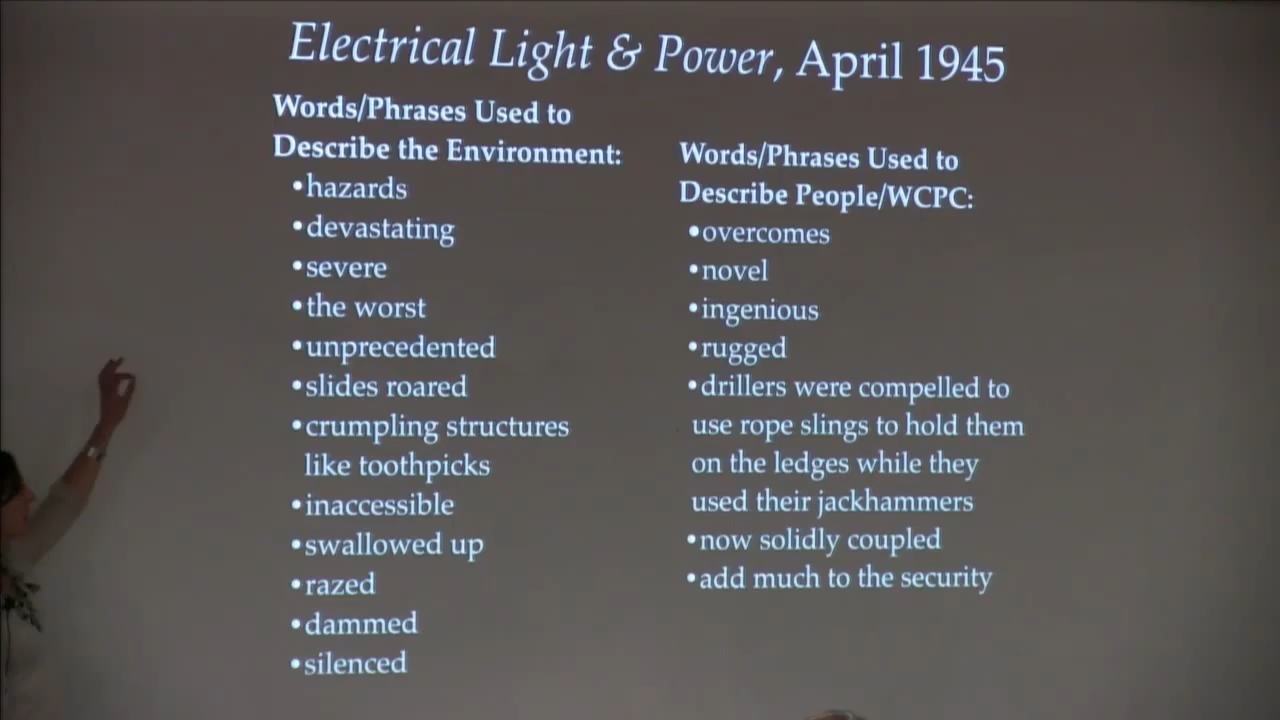 Electrical Light & Power, April 1945
Words/Phrases Used to
Describe the Environment:
•hazards
•devastating
•severe
•the worst
•unprecedented
•slides roared
•crumpling structures
like toothpicks
•inaccessible
•swallowed up
•razed
•dammed
•silenced
Words/Phrases Used to
Describe People/WCPC:
•overcomes
•novel
•ingenious
•rugged
•drillers were compelled to
use rope slings to hold them
on the ledges while they
used their jackhammers
•now solidly coupled
•add much to the security